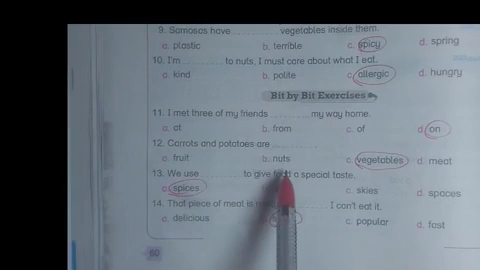 9. Samosas have ............ vegetables inside them.
a. plastic b. terrible c. spicy d. spring
10. I'm ............ to nuts, I must care about what I eat.
a. kind b. polite c. allergic d. hungry
Bit by Bit Exercises
11. I met three of my friends ............ my way home.
a. at b. from c. of d. on
12. Carrots and potatoes are ............ .
a. fruit b. nuts c. vegetables d. meat
13. We use ............ to give a special taste.
a. spices c. skies d. spaces
14. That piece of meal is ............ I can't eat it.
a. delicious c. popular d. fast
60